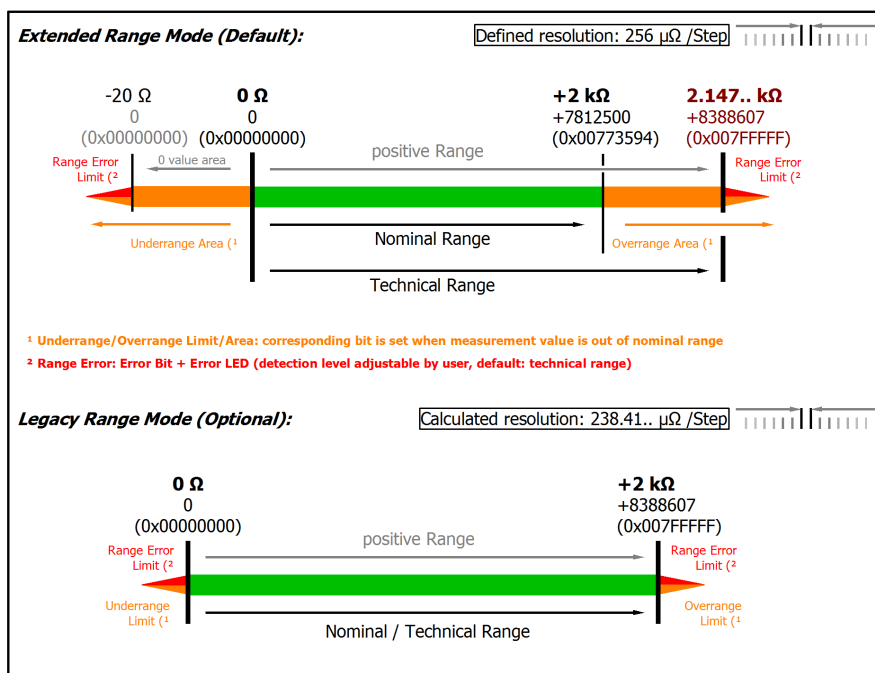 Extended Range Mode (Default):
Defined resolution: 256 µΩ /Step
-20 Ω
0
(0x00000000)
0 Ω
0
(0x00000000)
+2 kΩ
+7812500
(0x00773594)
2.147.. kΩ
+8388607
(0x007FFFFF)
Range Error
Limit (²
0 value area
positive Range
Range Error
Limit (²
Underrange Area (¹
Nominal Range
Overrange Area (¹
Technical Range
¹ Underrange/Overrange Limit/Area: corresponding bit is set when measurement value is out of nominal range
² Range Error: Error Bit + Error LED (detection level adjustable by user, default: technical range)
Legacy Range Mode (Optional):
Calculated resolution: 238.41.. µΩ /Step
0 Ω
0
(0x00000000)
+2 kΩ
+8388607
(0x007FFFFF)
Range Error
Limit (²
positive Range
Range Error
Limit (²
Underrange
Limit (¹
Nominal / Technical Range
Overrange
Limit (¹